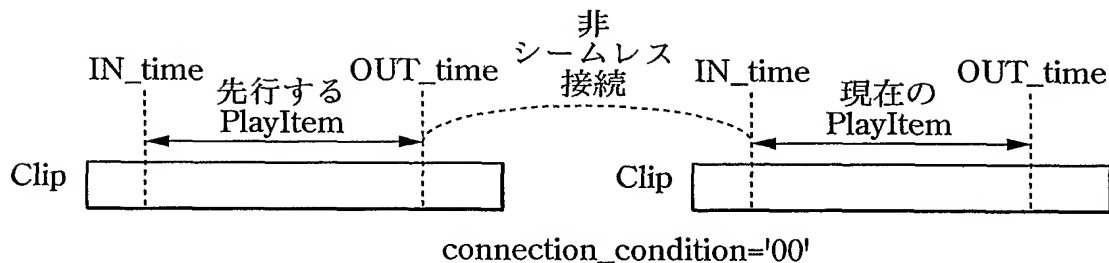 非
シームレス
接続
IN_time
OUT_time
IN_time
OUT_time
先行する
PlayItem
現在の
PlayItem
Clip
Clip
connection_condition='00'